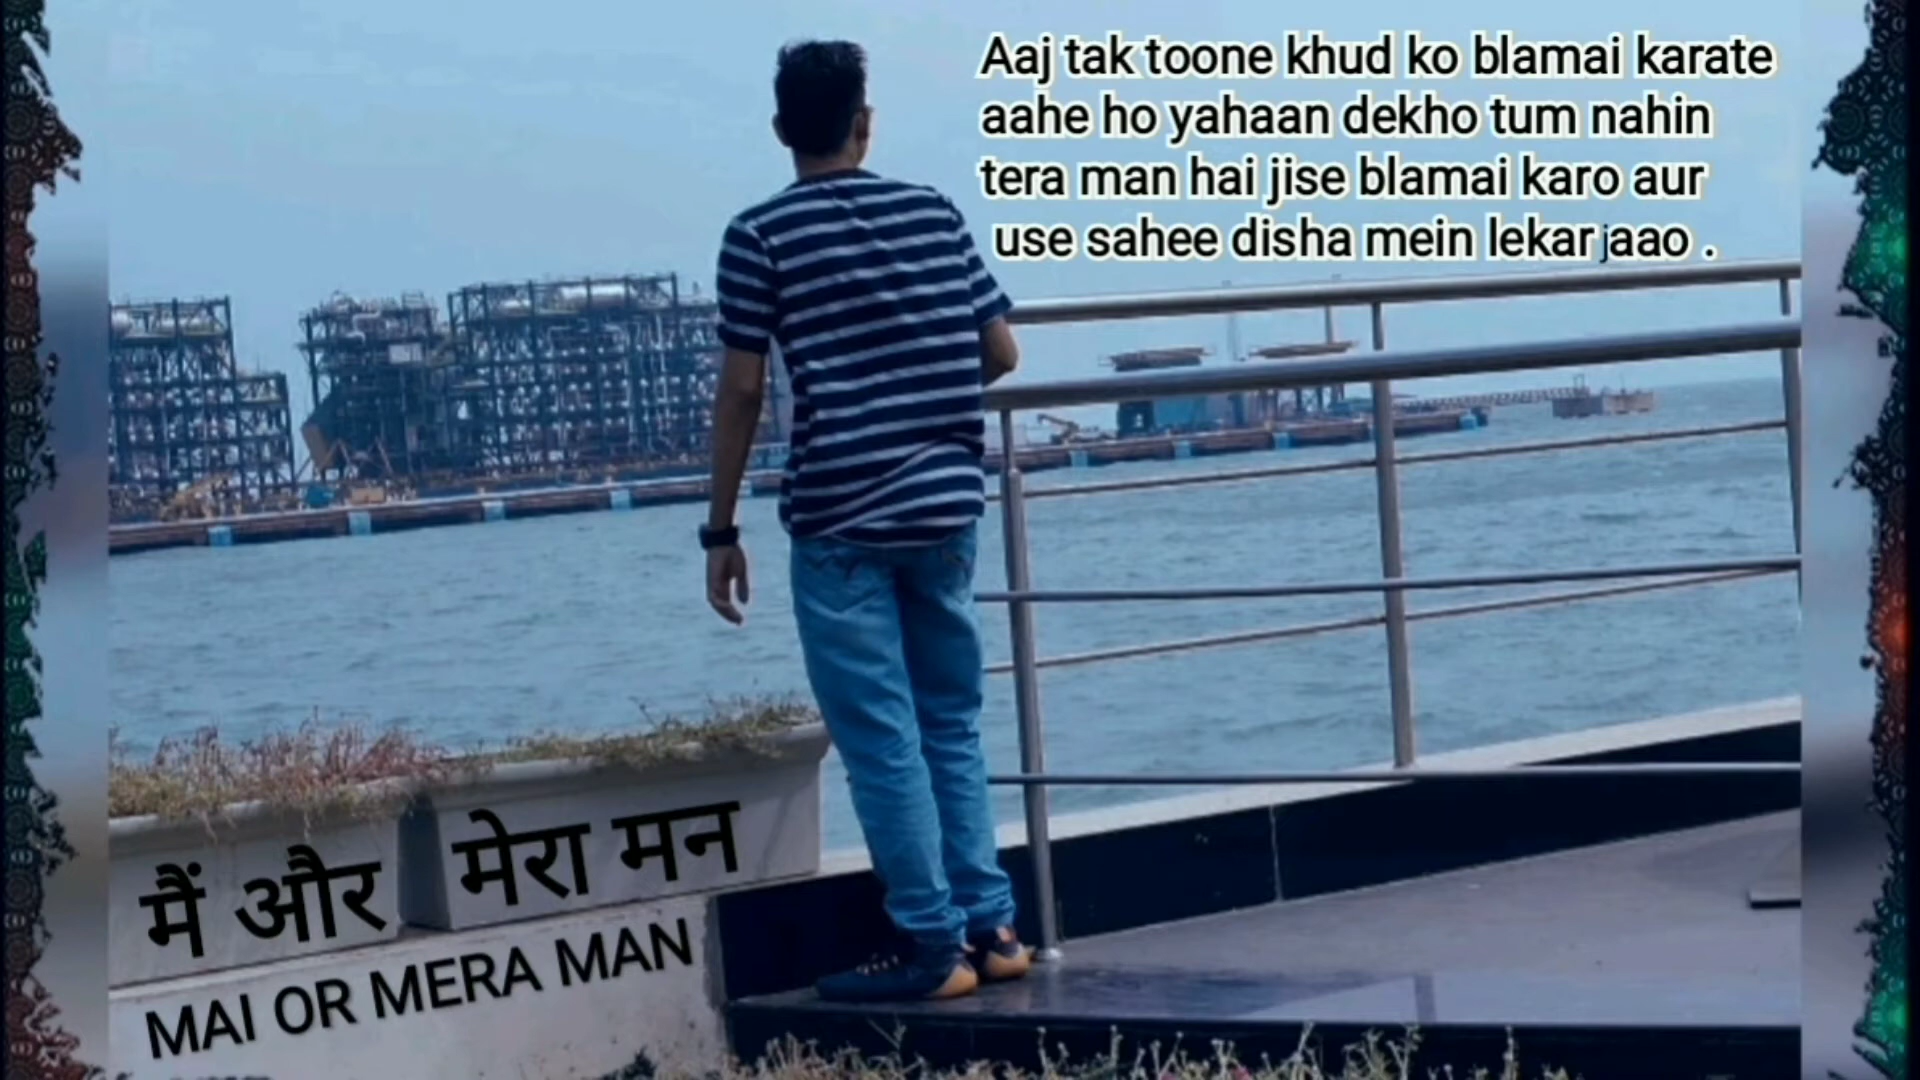 Aaj tak toone khud ko blamai karate
aahe ho yahaan dekho tum nahin
tera man hai jise blamai karo aur
use sahee disha mein lekar jaao .
मैं और मेरा मन
MAI OR MERA MAN